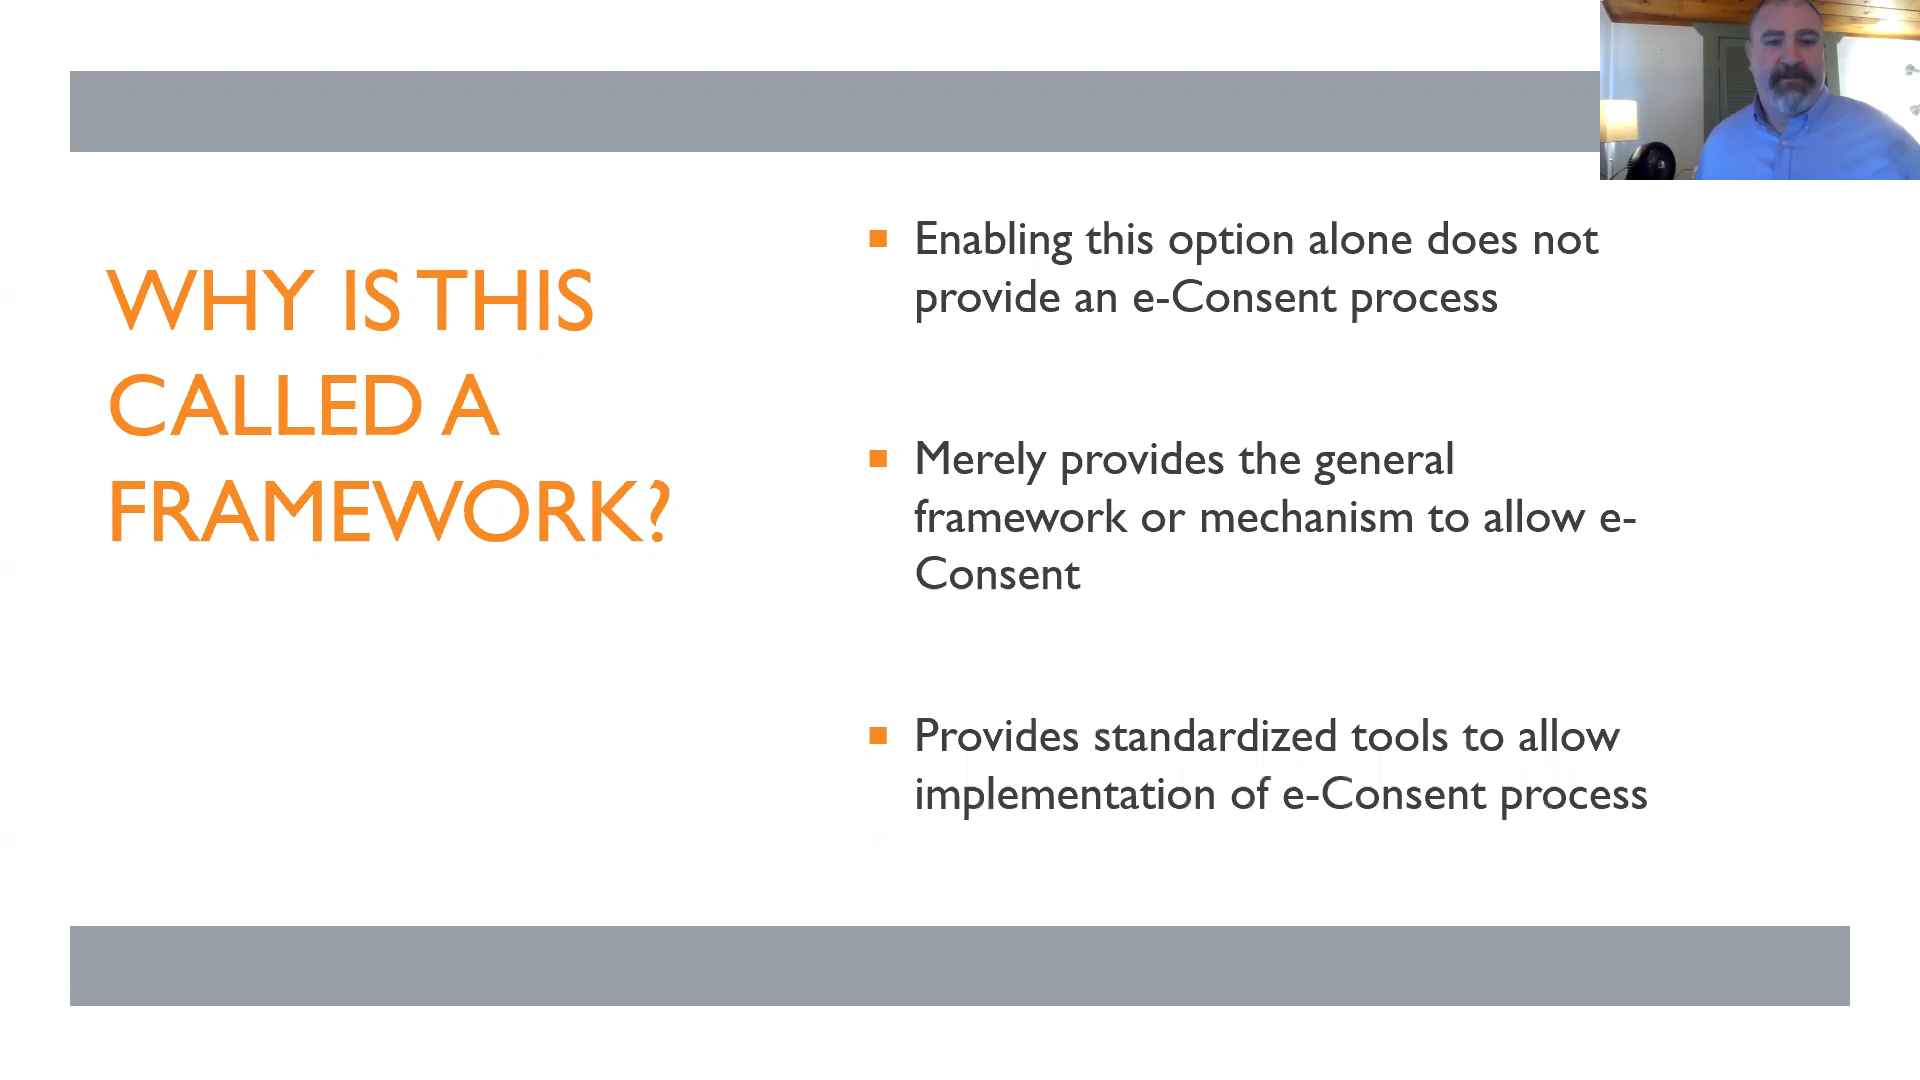 WHY IS THIS
CALLED A
FRAMEWORK?
Enabling this option alone does not
provide an e-Consent process
Merely provides the general
framework or mechanism to allow e-
Consent
Provides standardized tools to allow
implementation of e-Consent process